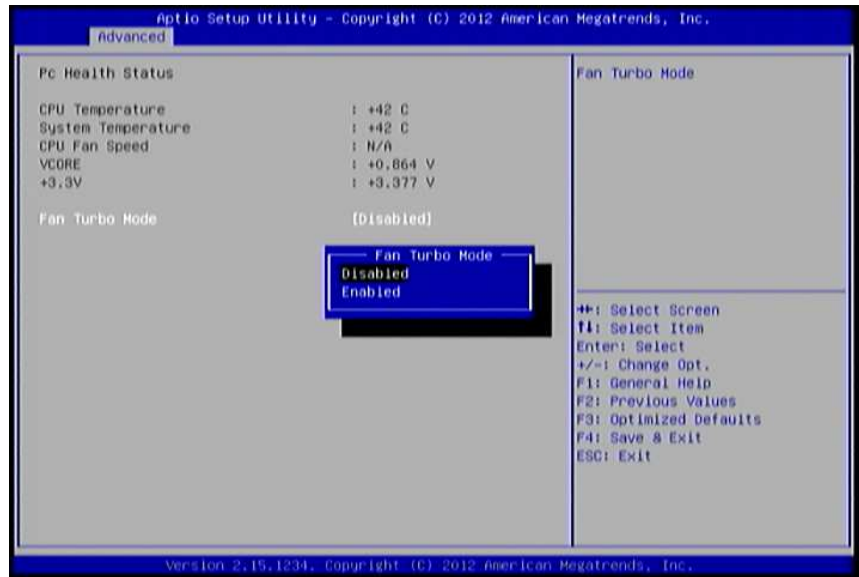 Aptio Setup Utility - Copyright (C) 2012 American Megatrends, Inc.
Advanced
Pc Health Status
CPU Temperature : +42 C
System Temperature : +42 C
CPU Fan Speed : N/A
VCORE : +0.864 V
+3.3V : +3.377 V
Fan Turbo Mode [Disabled]
Fan Turbo Mode
Disabled
Enabled
Fan Turbo Mode
→←: Select Screen
↑↓: Select Item
Enter: Select
+/-: Change Opt.
F1: General Help
F2: Previous Values
F3: Optimized Defaults
F4: Save & Exit
ESC: Exit
Version 2.15.1234. Copyright (C) 2012 American Megatrends, Inc.